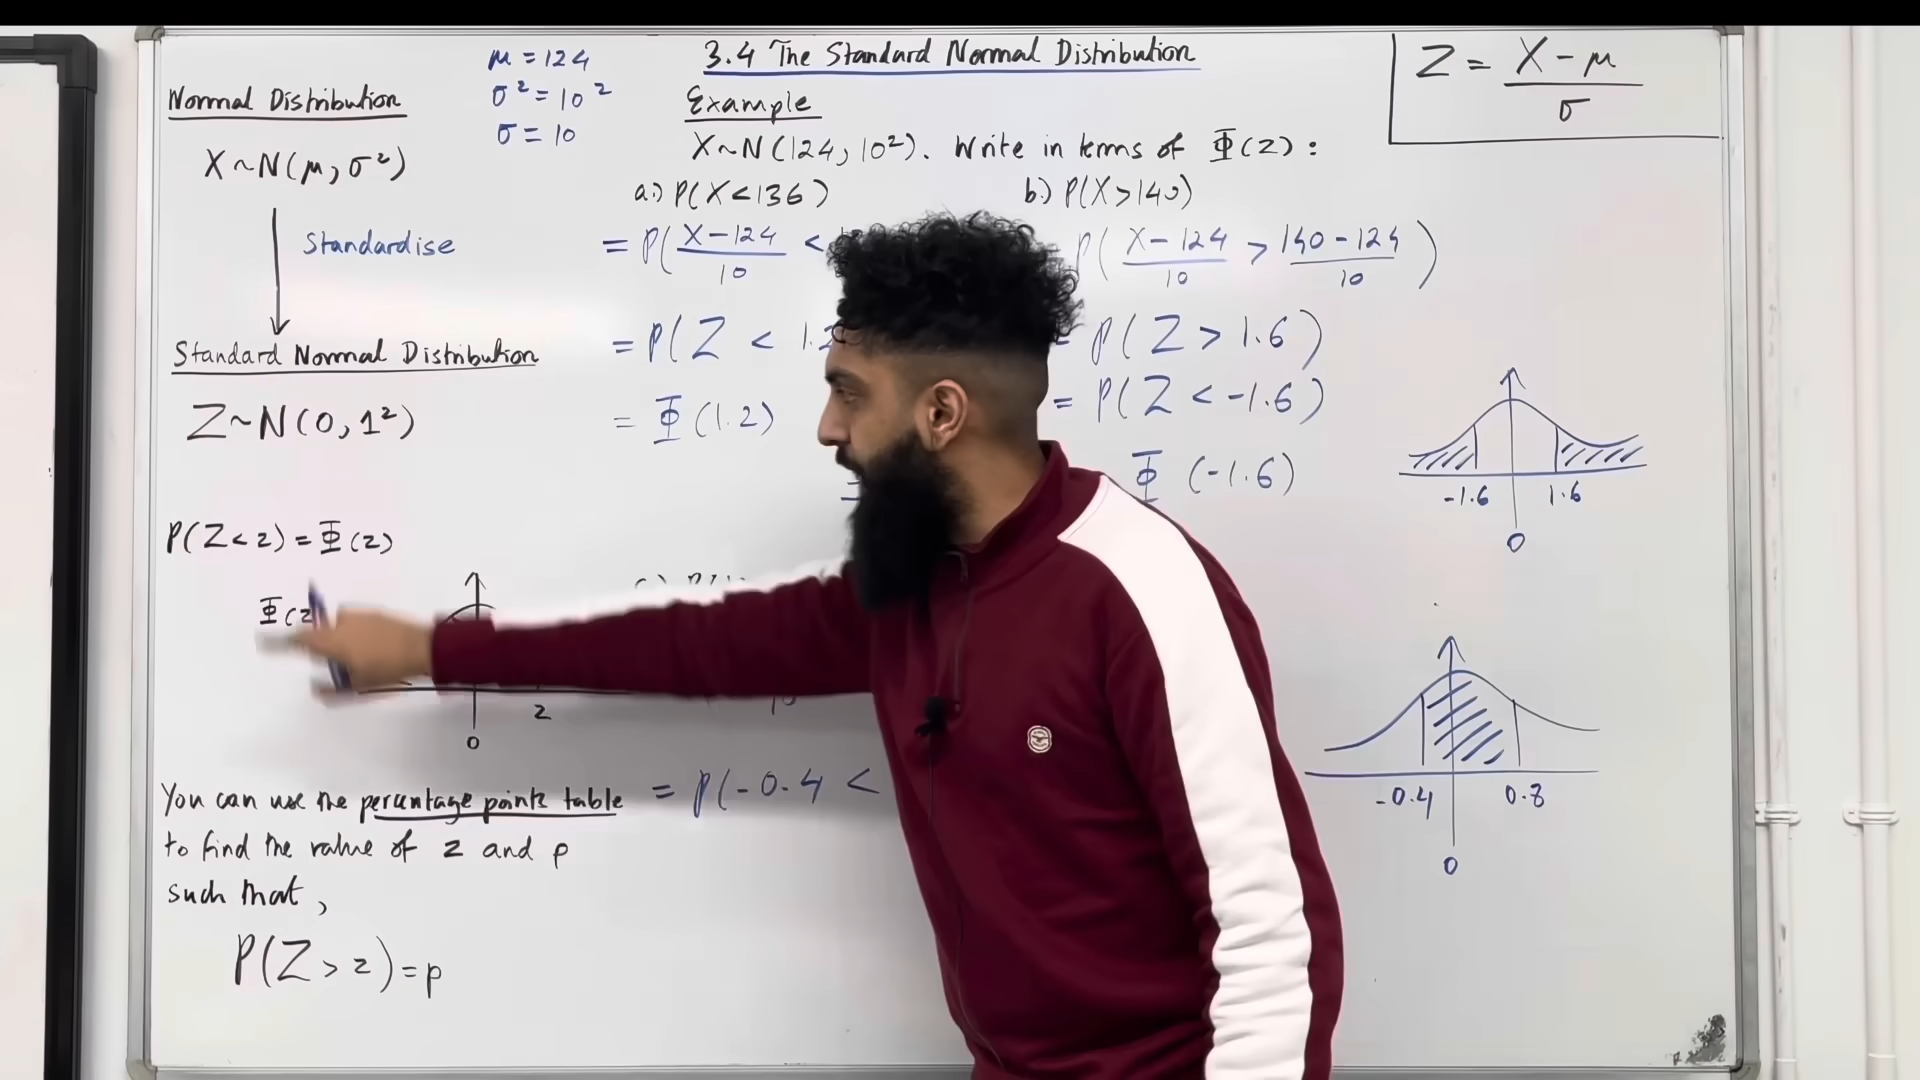 3.4 The Standard Normal Distribution
Z = X - μ / σ
μ = 124
σ² = 10²
σ = 10
Normal Distribution
X ~ N(μ, σ²)
Standardise
Standard Normal Distribution
Z ~ N(0, 1²)
P(Z < z) = Φ(z)
Φ(z
z
0
You can use the percentage points table
to find the value of z and p
such that,
P(Z > z) = p
Example
X ~ N(124, 10²). Write in terms of Φ(z) :
a.) P(X < 136)
= P( X - 124 / 10 <
= P( Z < 1.2
= Φ(1.2)
b.) P(X > 140)
P( X - 124 / 10 > 140 - 124 / 10 )
= P( Z > 1.6 )
= P( Z < -1.6 )
= Φ (-1.6)
-1.6 1.6
0
10
= P( -0.4 <
-0.4 0.8
0